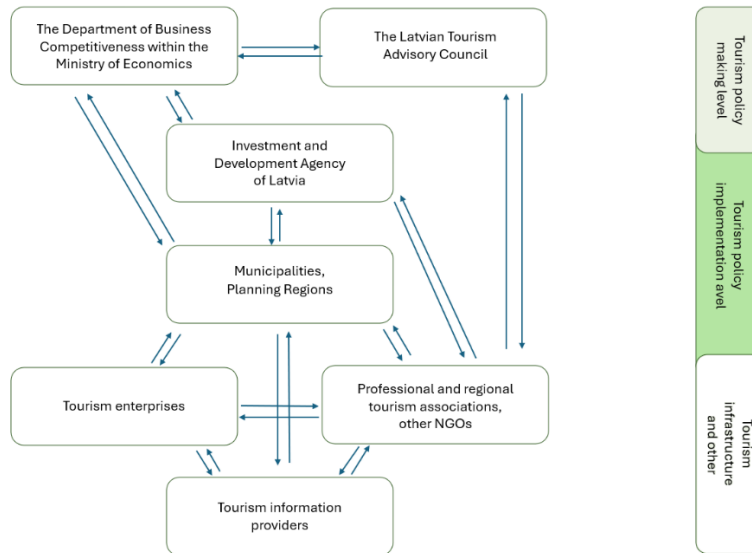 The Department of Business
Competitiveness within the
Ministry of Economics
The Latvian Tourism
Advisory Council
Investment and
Development Agency
of Latvia
Municipalities,
Planning Regions
Tourism enterprises
Professional and regional
tourism associations,
other NGOs
Tourism information
providers
Tourism policy
making level
Tourism policy
implementation avel
Tourism
infrastructure
and other